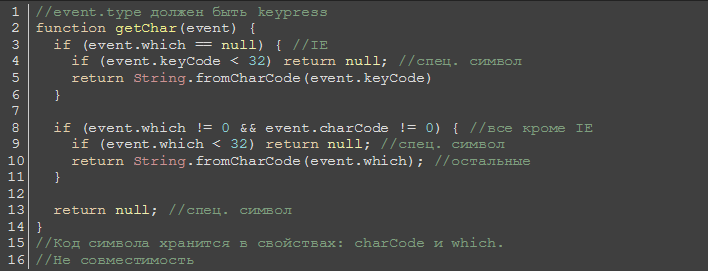 1 //event.type должен быть keypress
2 function getChar(event) {
3   if (event.which == null) { //IE
4     if (event.keyCode < 32) return null; //спец. символ
5     return String.fromCharCode(event.keyCode)
6   }
7
8   if (event.which != 0 && event.charCode != 0) { //все кроме IE
9     if (event.which < 32) return null; //спец. символ
10     return String.fromCharCode(event.which); //остальные
11   }
12
13   return null; //спец. символ
14 }
15 //Код символа хранится в свойствах: charCode и which.
16 //Не совместимость